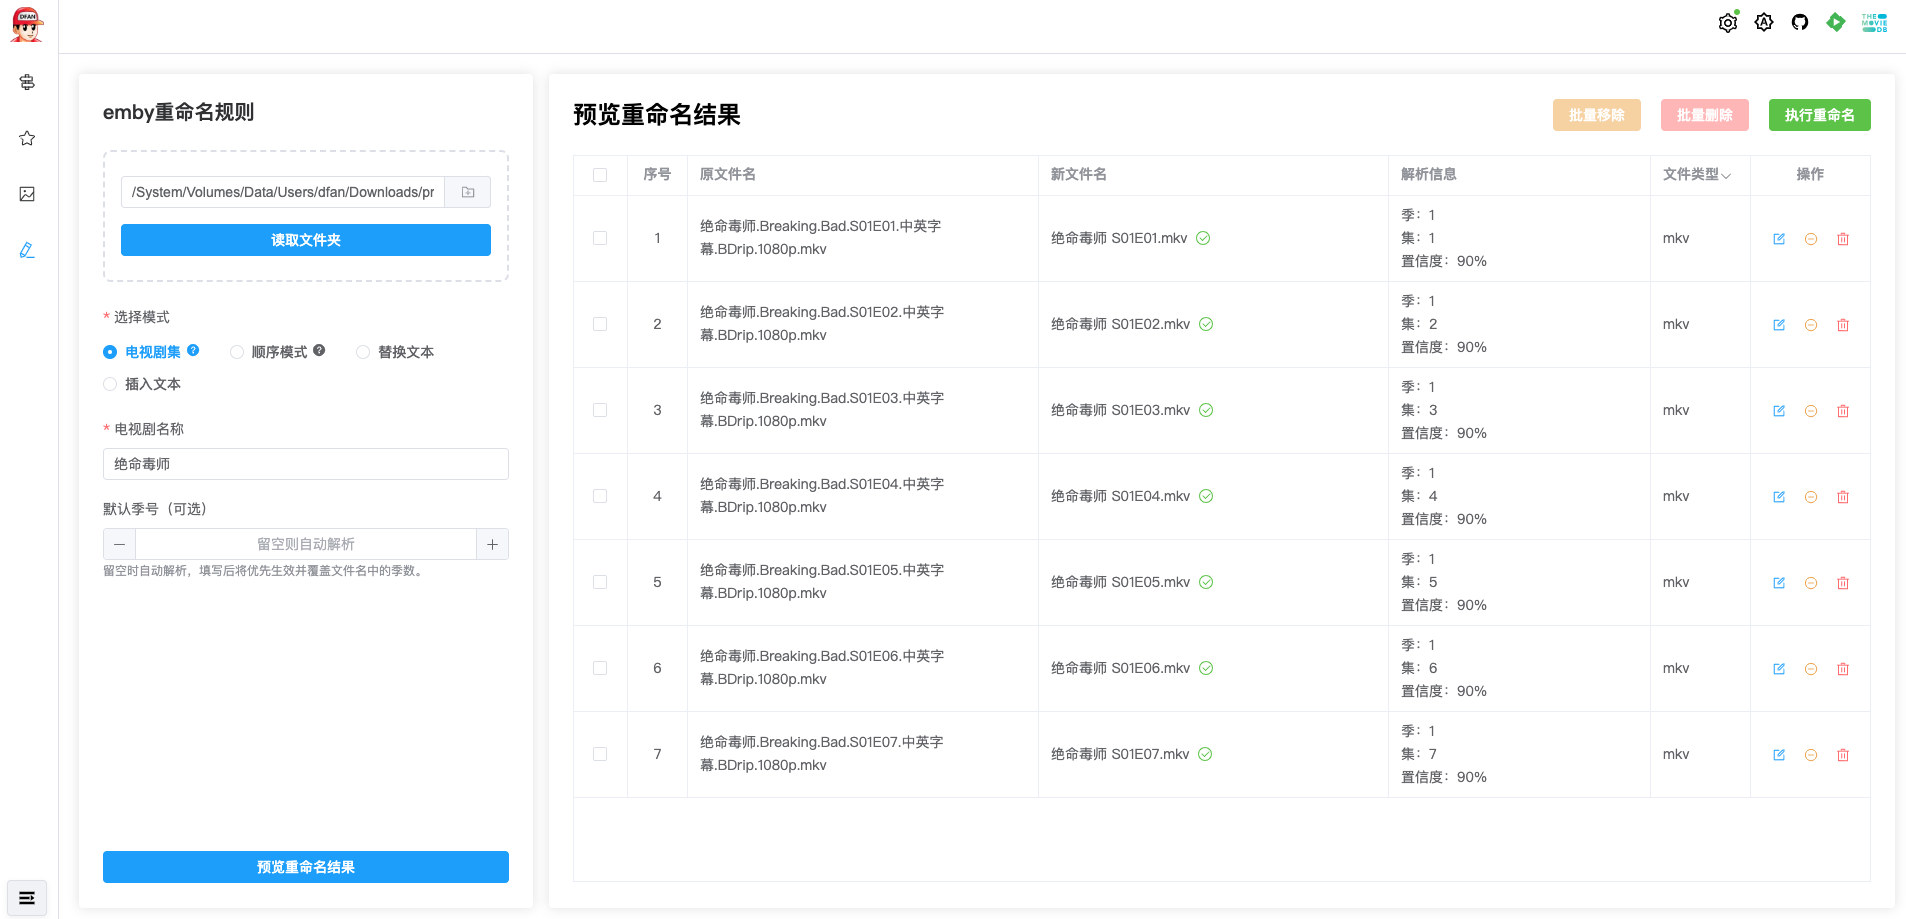 DFAN
THE
MOVIE
DB
emby重命名规则
/System/Volumes/Data/Users/dfan/Downloads/pr
读取文件夹
* 选择模式
电视剧集 ?
顺序模式 ?
替换文本
插入文本
* 电视剧名称
绝命毒师
默认季号（可选）
留空则自动解析
留空时自动解析，填写后将优先生效并覆盖文件名中的季数。
预览重命名结果
预览重命名结果
批量移除
批量删除
执行重命名
序号 原文件名 新文件名 解析信息 文件类型 操作
1
绝命毒师.Breaking.Bad.S01E01.中英字
幕.BDrip.1080p.mkv
绝命毒师 S01E01.mkv
季：1
集：1
置信度：90%
mkv
2
绝命毒师.Breaking.Bad.S01E02.中英字
幕.BDrip.1080p.mkv
绝命毒师 S01E02.mkv
季：1
集：2
置信度：90%
mkv
3
绝命毒师.Breaking.Bad.S01E03.中英字
幕.BDrip.1080p.mkv
绝命毒师 S01E03.mkv
季：1
集：3
置信度：90%
mkv
4
绝命毒师.Breaking.Bad.S01E04.中英字
幕.BDrip.1080p.mkv
绝命毒师 S01E04.mkv
季：1
集：4
置信度：90%
mkv
5
绝命毒师.Breaking.Bad.S01E05.中英字
幕.BDrip.1080p.mkv
绝命毒师 S01E05.mkv
季：1
集：5
置信度：90%
mkv
6
绝命毒师.Breaking.Bad.S01E06.中英字
幕.BDrip.1080p.mkv
绝命毒师 S01E06.mkv
季：1
集：6
置信度：90%
mkv
7
绝命毒师.Breaking.Bad.S01E07.中英字
幕.BDrip.1080p.mkv
绝命毒师 S01E07.mkv
季：1
集：7
置信度：90%
mkv